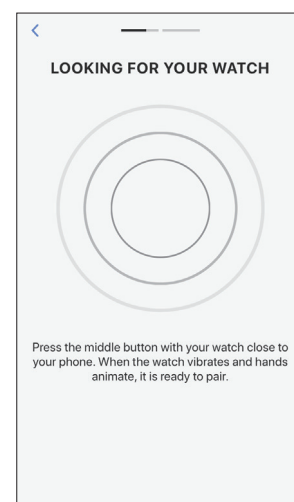 LOOKING FOR YOUR WATCH
Press the middle button with your watch close to
your phone. When the watch vibrates and hands
animate, it is ready to pair.